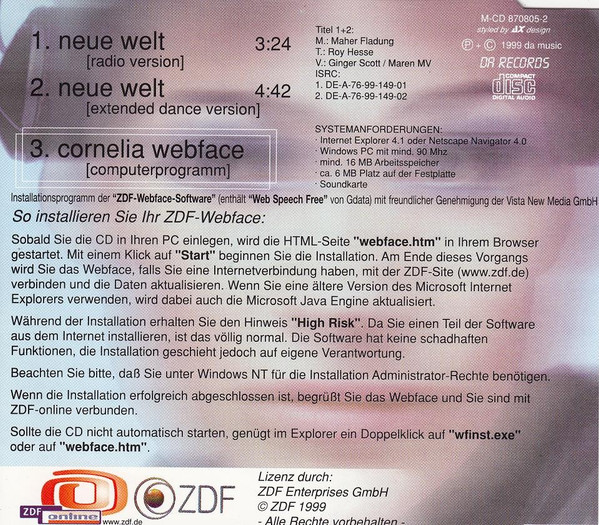 1. neue welt 3:24
[radio version]
2. neue welt 4:42
[extended dance version]
3. cornelia webface
[computerprogramm]
Titel 1+2:
M.: Maher Fladung
T.: Roy Hesse
V.: Ginger Scott / Maren MV
ISRC:
1. DE-A-76-99-149-01
2. DE-A-76-99-149-02
M-CD 870805-2
styled by dX design
P + C 1999 da music
DA RECORDS
COMPACT
disc
DIGITAL AUDIO
SYSTEMANFORDERUNGEN:
· Internet Explorer 4.1 oder Netscape Navigator 4.0
· Windows PC mit mind. 90 Mhz
· mind. 16 MB Arbeitsspeicher
· ca. 6 MB Platz auf der Festplatte
· Soundkarte
Installationsprogramm der "ZDF-Webface-Software" (enthält "Web Speech Free" von Gdata) mit freundlicher Genehmigung der Vista New Media GmbH
So installieren Sie Ihr ZDF-Webface:
Sobald Sie die CD in Ihren PC einlegen, wird die HTML-Seite "webface.htm" in Ihrem Browser
gestartet. Mit einem Klick auf "Start" beginnen Sie die Installation. Am Ende dieses Vorgangs
wird Sie das Webface, falls Sie eine Internetverbindung haben, mit der ZDF-Site (www.zdf.de)
verbinden und die Daten aktualisieren. Wenn Sie eine ältere Version des Microsoft Internet
Explorers verwenden, wird dabei auch die Microsoft Java Engine aktualisiert.
Während der Installation erhalten Sie den Hinweis "High Risk". Da Sie einen Teil der Software
aus dem Internet installieren, ist das völlig normal. Die Software hat keine schadhaften
Funktionen, die Installation geschieht jedoch auf eigene Verantwortung.
Beachten Sie bitte, daß Sie unter Windows NT für die Installation Administrator-Rechte benötigen.
Wenn die Installation erfolgreich abgeschlossen ist, begrüßt Sie das Webface und Sie sind mit
ZDF-online verbunden.
Sollte die CD nicht automatisch starten, genügt im Explorer ein Doppelklick auf "wfinst.exe"
oder auf "webface.htm".
ZDF online
www.zdf.de
ZDF
Lizenz durch:
ZDF Enterprises GmbH
© ZDF 1999
- Alle Rechte vorbehalten -